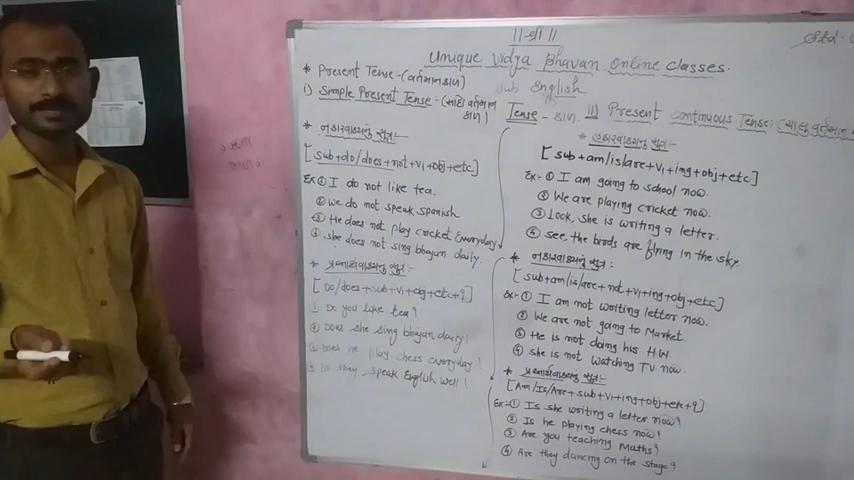 ॥ श्री ॥
Std-
Unique Vidya Bhavan Online Classes.
Sub English
* Present Tense - (વર્તમાન કાળ)
Tense - કાળ.
1) Simple Present Tense - (સાદો વર્તમાન કાળ)
* નકારવાક્યનું સુત્ર :-
[sub+do/does+not+V1+obj+etc]
Ex ① I do not like tea.
② We do not speak spanish
③ He does not play cricket Everyday
④ She does not sing bhajan daily.
* પ્રશ્નાર્થવાક્યનું સુત્ર :-
[Do/does+sub+V1+obj+etc+?]
① Do you like tea?
② Does she sing bhajan daily?
③ Does he play chess everyday?
④ Do they speak English well?
ii) Present Continuous Tense : (ચાલુ વર્તમાન
* હકારવાક્યનું સુત્ર :-
[sub+am/is/are+V1+ing+obj+etc]
Ex:- ① I am going to school now.
② We are playing cricket now.
③ Look, she is writing a letter.
④ See, the birds are flying in the sky.
* નકારવાક્યનું સુત્ર :
[sub+am/is/are+not+V1+ing+obj+etc]
Ex:- ① I am not writing letter now.
② We are not going to Market.
③ He is not doing his H.W.
④ She is not watching TV now.
* પ્રશ્નાર્થવાક્યનું સુત્ર :-
[Am/Is/Are+sub+V1+ing+obj+etc+?]
Ex:- ① Is she writing a letter now?
② Is he playing chess now?
③ Are you teaching Maths?
④ Are they dancing on the stage?